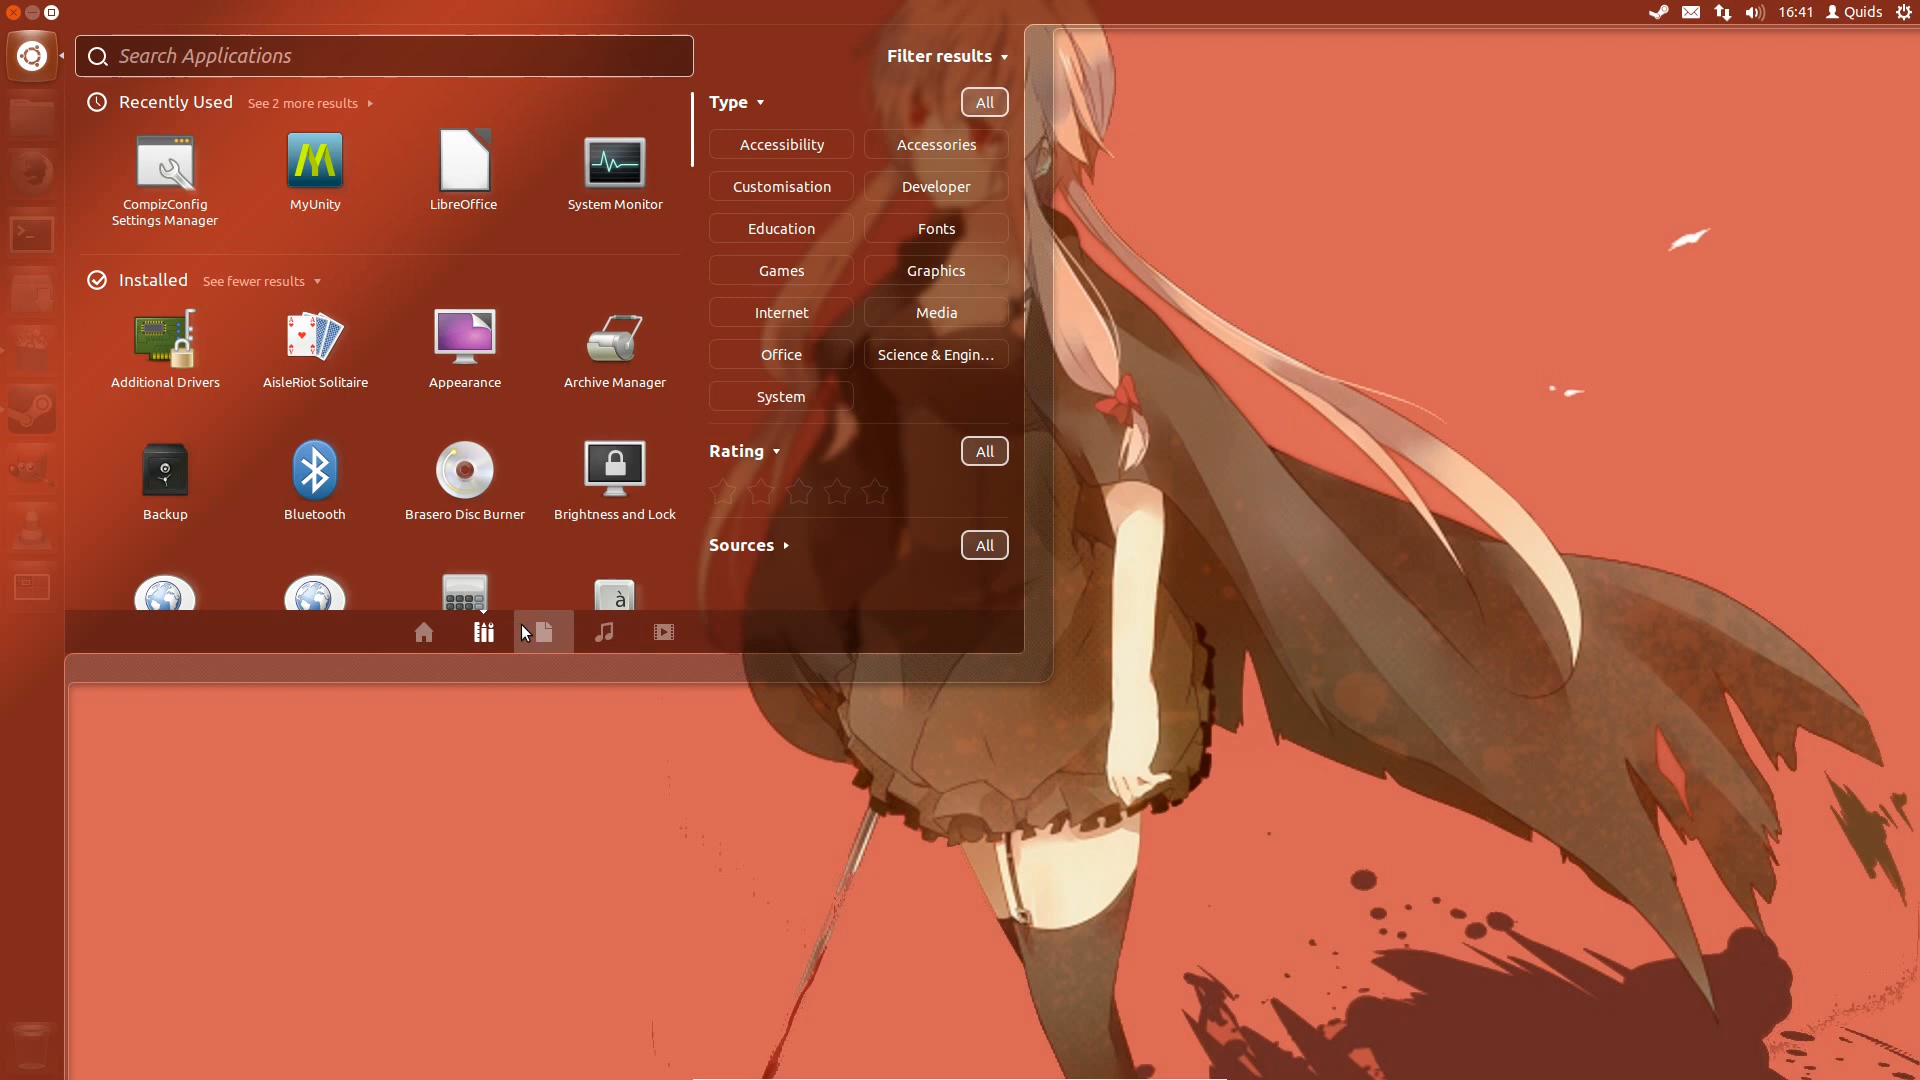 16:41 Quids
Search Applications
Filter results
Recently Used See 2 more results
CompizConfig
Settings Manager
MyUnity
LibreOffice
System Monitor
Installed See fewer results
Additional Drivers
AisleRiot Solitaire
Appearance
Archive Manager
Backup
Bluetooth
Brasero Disc Burner
Brightness and Lock
à
Type All
Accessibility Accessories
Customisation Developer
Education Fonts
Games Graphics
Internet Media
Office Science & Engin...
System
Rating All
Sources All